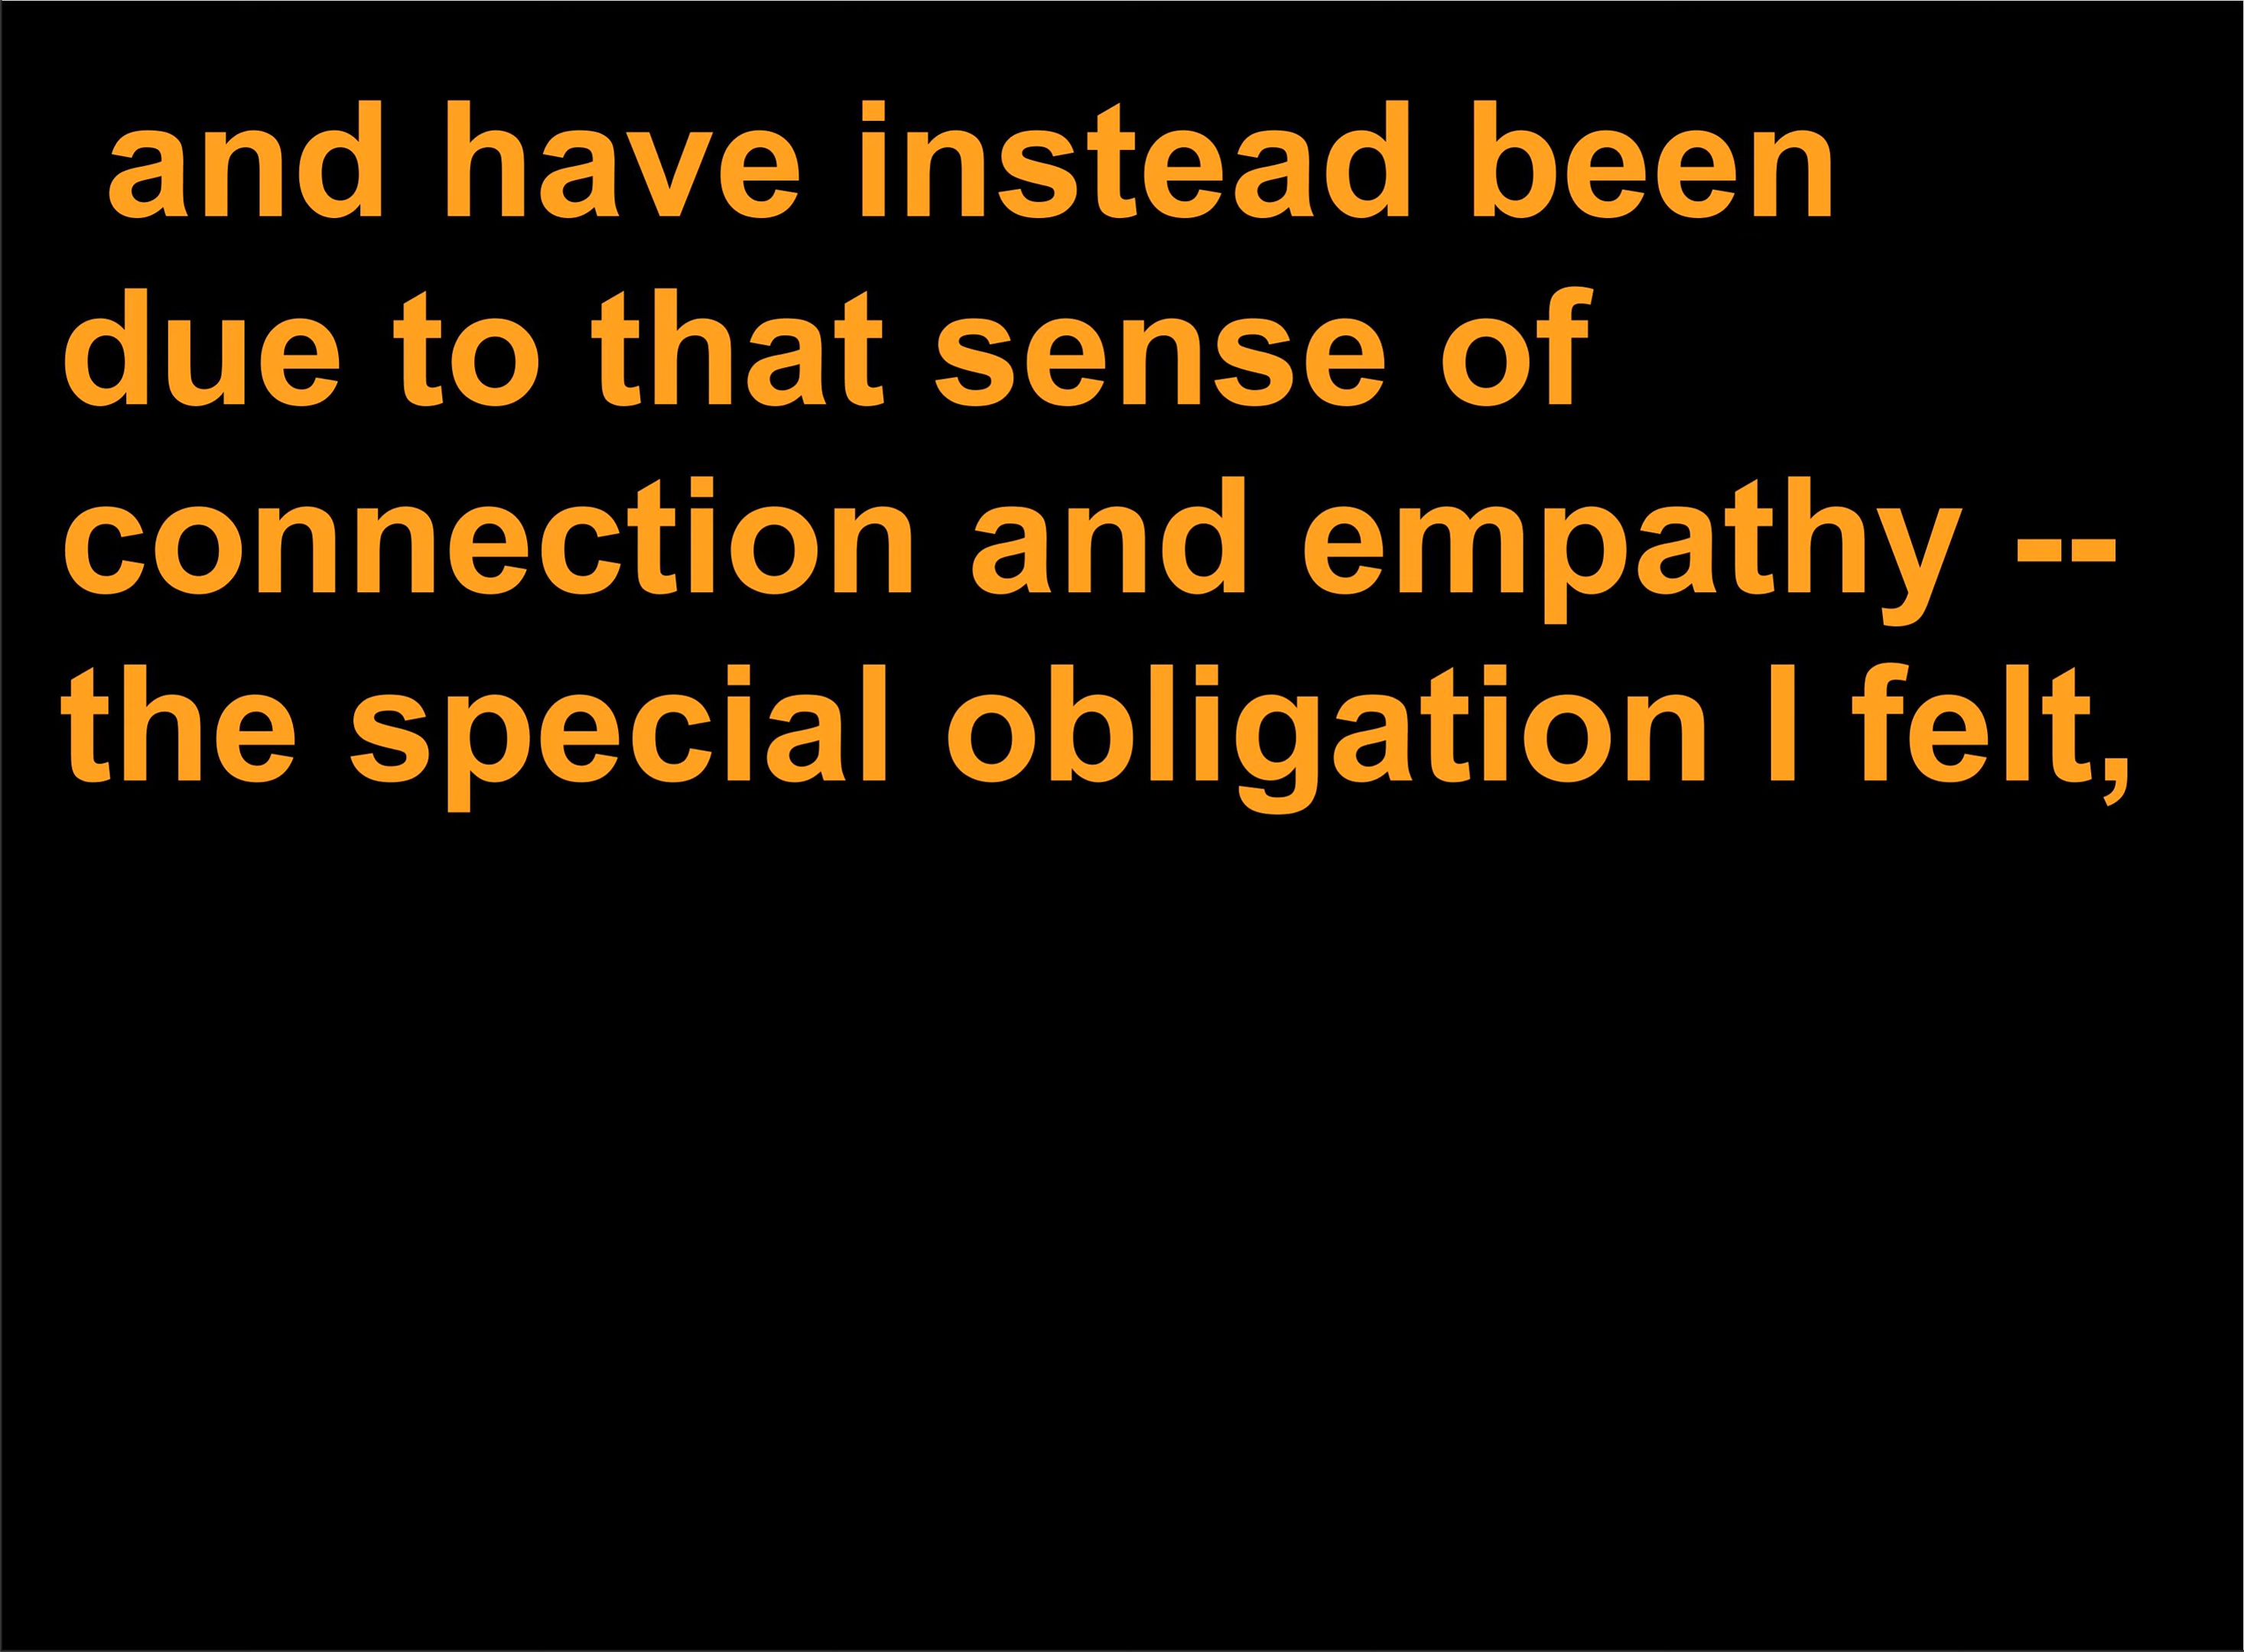 and have instead been
due to that sense of
connection and empathy --
the special obligation I felt,